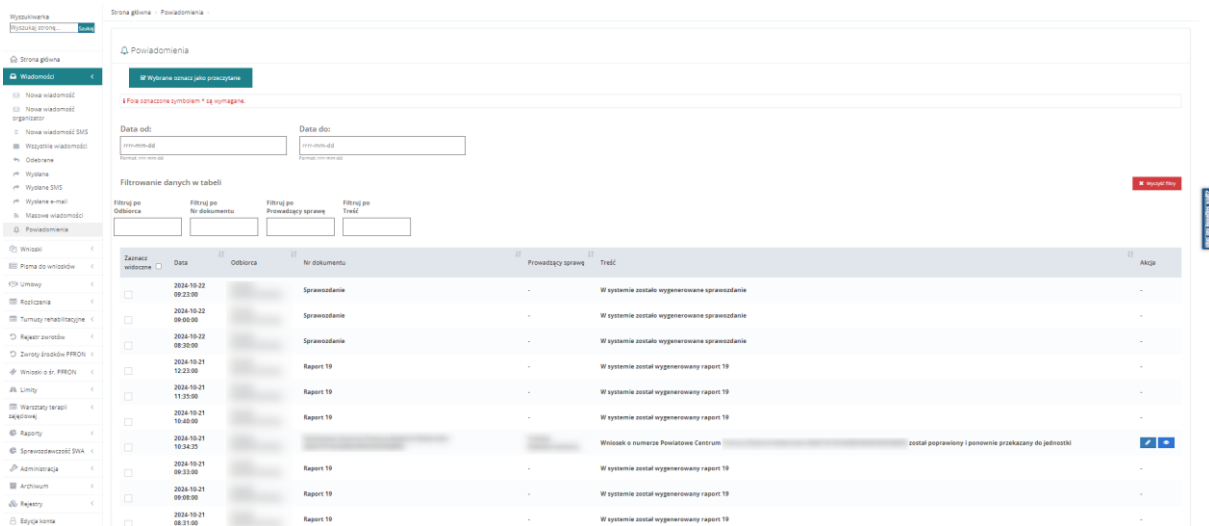 Wyszukiwarka
Wyszukaj stronę... Szukaj
Strona główna
Wiadomości
Nowa wiadomość
Nowa wiadomość
organizator
Nowa wiadomość SMS
Wszystkie wiadomości
Odebrane
Wysłane
Wysłane SMS
Wysłane e-mail
Masowe wiadomości
Powiadomienia
Wnioski
Pisma do wniosków
Umowy
Rozliczenia
Turnusy rehabilitacyjne
Rejestr zwrotów
Zwroty środków PFRON
Wnioski o śr. PFRON
Limity
Warsztaty terapii
zajęciowej
Raporty
Sprawozdawczość SWA
Administracja
Archiwum
Rejestry
Edycja konta
Strona główna > Powiadomienia >
Powiadomienia
Wybrane oznacz jako przeczytane
Pola oznaczone symbolem * są wymagane.
Data od: Data do:
rrrr-mm-dd rrrr-mm-dd
Format: rrrr-mm-dd Format: rrrr-mm-dd
Filtrowanie danych w tabeli Wyczyść filtry
Filtruj po Filtruj po Filtruj po Filtruj po
Odbiorca Nr dokumentu Prowadzący sprawę Treść
Zaznacz
widoczne Data Odbiorca Nr dokumentu Prowadzący sprawę Treść Akcja
2024-10-22
09:23:00 Sprawozdanie - W systemie zostało wygenerowane sprawozdanie -
2024-10-22
09:00:00 Sprawozdanie - W systemie zostało wygenerowane sprawozdanie -
2024-10-22
08:30:00 Sprawozdanie - W systemie zostało wygenerowane sprawozdanie -
2024-10-21
12:23:00 Raport 19 - W systemie został wygenerowany raport 19 -
2024-10-21
11:35:00 Raport 19 - W systemie został wygenerowany raport 19 -
2024-10-21
10:40:00 Raport 19 - W systemie został wygenerowany raport 19 -
2024-10-21
10:34:35 Wniosek o numerze Powiatowe Centrum został poprawiony i ponownie przekazany do jednostki
2024-10-21
09:33:00 Raport 19 - W systemie został wygenerowany raport 19 -
2024-10-21
09:08:00 Raport 19 - W systemie został wygenerowany raport 19 -
2024-10-21
08:31:00 Raport 19 - W systemie został wygenerowany raport 19 -